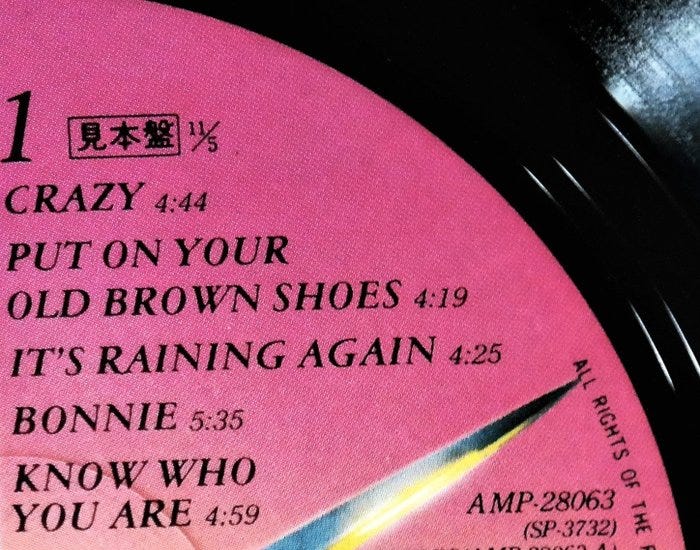 1 見本盤 11/5
CRAZY 4:44
PUT ON YOUR
OLD BROWN SHOES 4:19
IT'S RAINING AGAIN 4:25
BONNIE 5:35
KNOW WHO
YOU ARE 4:59
ALL RIGHTS OF THE
AMP-28063
(SP-3732)